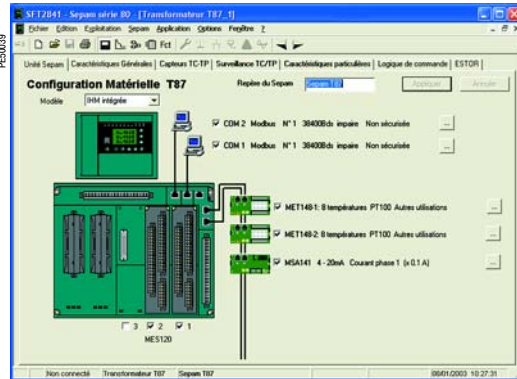 SFT2841 - Sepam série 80 - [Transformateur T87_1]
Fichier Edition Exploitation Sepam Application Options Fenêtre ?
Fct
Unité Sepam Caractéristiques Générales Capteurs TC-TP Surveillance TC/TP Caractéristiques particulières Logique de commande ESTOR
Configuration Matérielle T87
Repère du Sepam Sepam T87 Appliquer Annuler
Modèle IHM intégrée
COM 2 Modbus N° 1 38400Bds impaire Non sécurisée ...
COM 1 Modbus N° 1 38400Bds impaire Non sécurisée ...
MET148-1: 8 températures PT100 Autres utilisations ...
MET148-2: 8 températures PT100 Autres utilisations ...
MSA141 4 - 20mA Courant phase 1 (x 0.1 A) ...
3 2 1
MES120
Non connecté Transformateur T87 Sepam T87 08/01/2003 10:27:31
PE50039